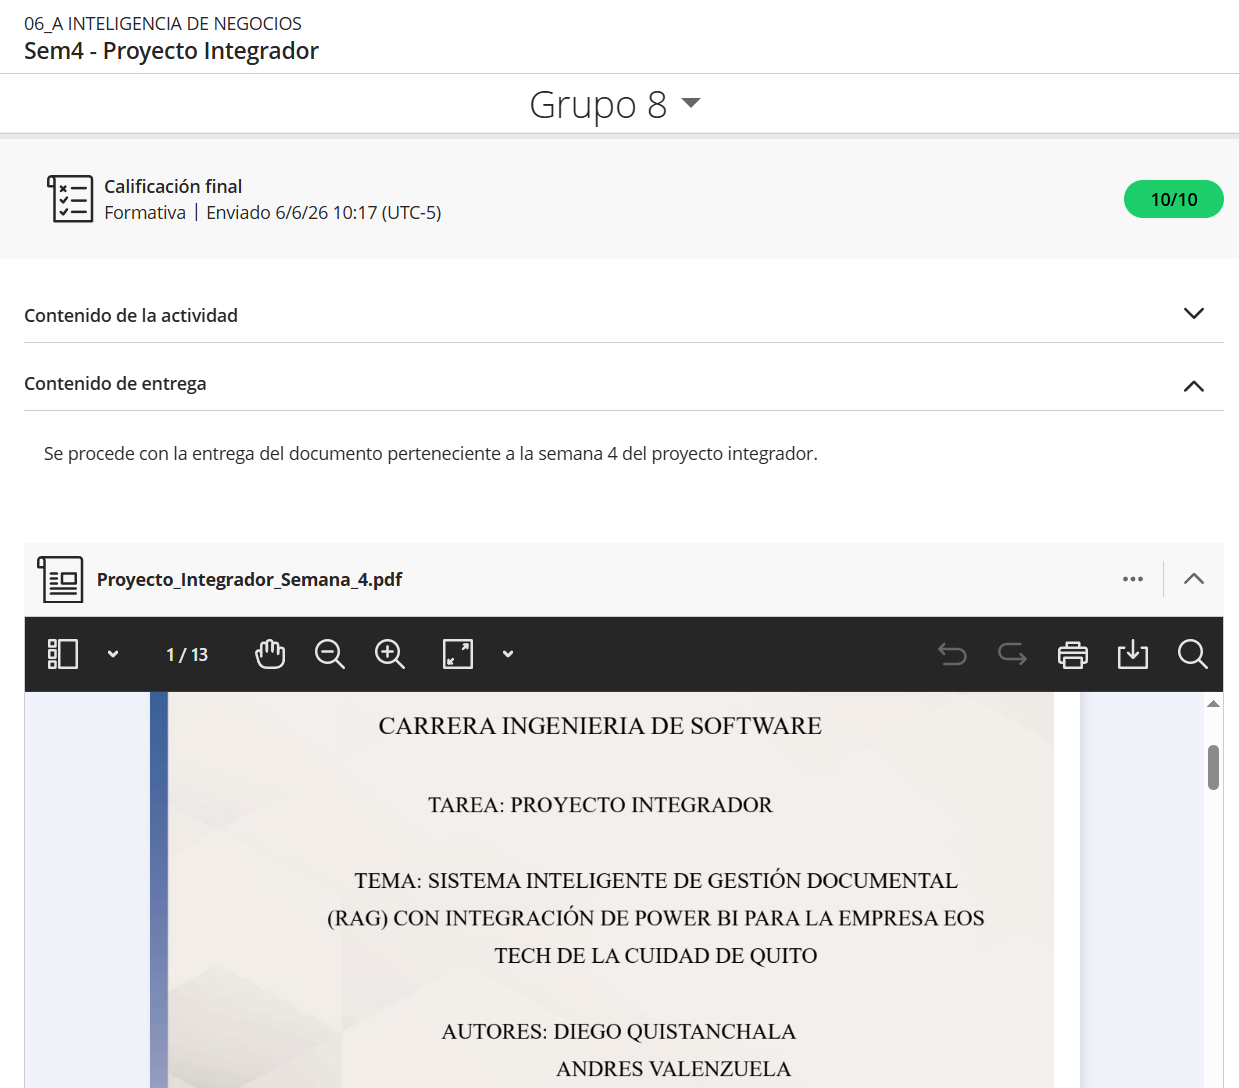 06_A INTELIGENCIA DE NEGOCIOS
Sem4 - Proyecto Integrador
Grupo 8
Calificación final
Formativa | Enviado 6/6/26 10:17 (UTC-5)
10/10
Contenido de la actividad
Contenido de entrega
Se procede con la entrega del documento perteneciente a la semana 4 del proyecto integrador.
Proyecto_Integrador_Semana_4.pdf
1 / 13
CARRERA INGENIERIA DE SOFTWARE
TAREA: PROYECTO INTEGRADOR
TEMA: SISTEMA INTELIGENTE DE GESTIÓN DOCUMENTAL
(RAG) CON INTEGRACIÓN DE POWER BI PARA LA EMPRESA EOS
TECH DE LA CUIDAD DE QUITO
AUTORES: DIEGO QUISTANCHALA
ANDRES VALENZUELA